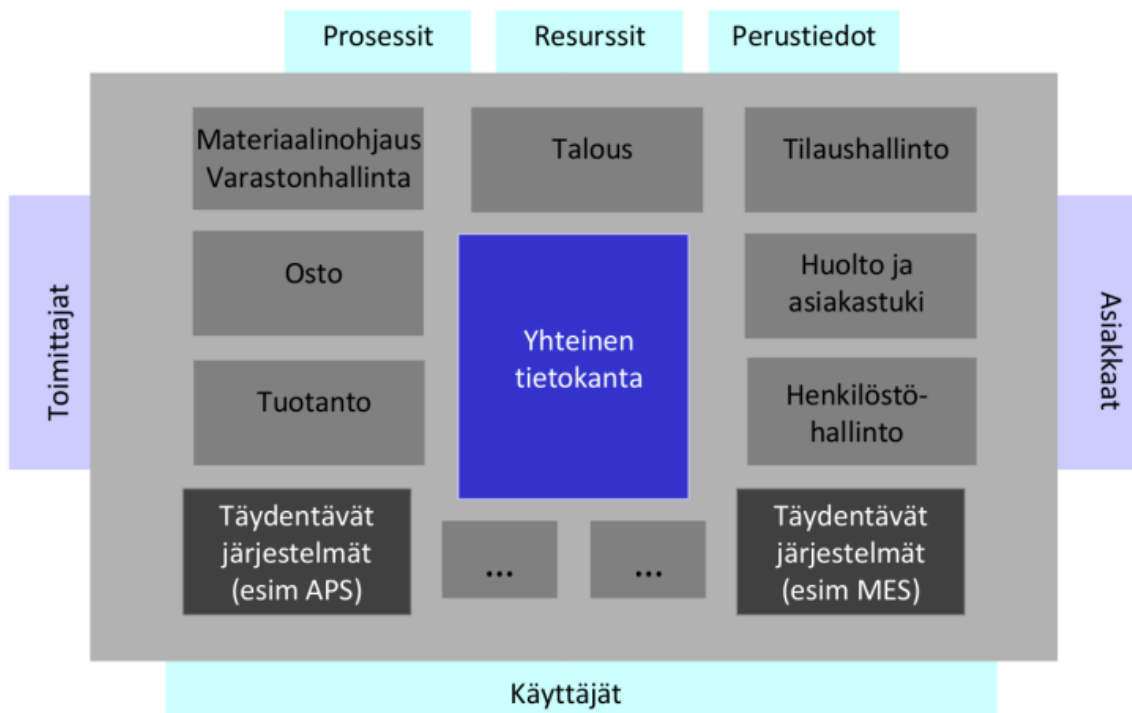 Prosessit
Resurssit
Perustiedot
Materiaalinohjaus
Varastonhallinta
Talous
Tilaushallinto
Toimittajat
Osto
Yhteinen
tietokanta
Huolto ja
asiakastuki
Asiakkaat
Tuotanto
Henkilöstö-
hallinto
Täydentävät
järjestelmät
(esim APS)
...
...
Täydentävät
järjestelmät
(esim MES)
Käyttäjät